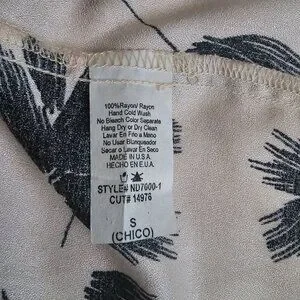 100%Rayon/ Rayon
Hand Cold Wash
No Bleach Color Separate
Hang Dry or Dry Clean
Lavar En Frio a Mano
No Usar Blanqueador
Secar o Lavar En Seco
MADE IN U.S.A
HECHO EN E.U.A.
STYLE# ND7600-1
CUT# 14976
S
(CHICO)